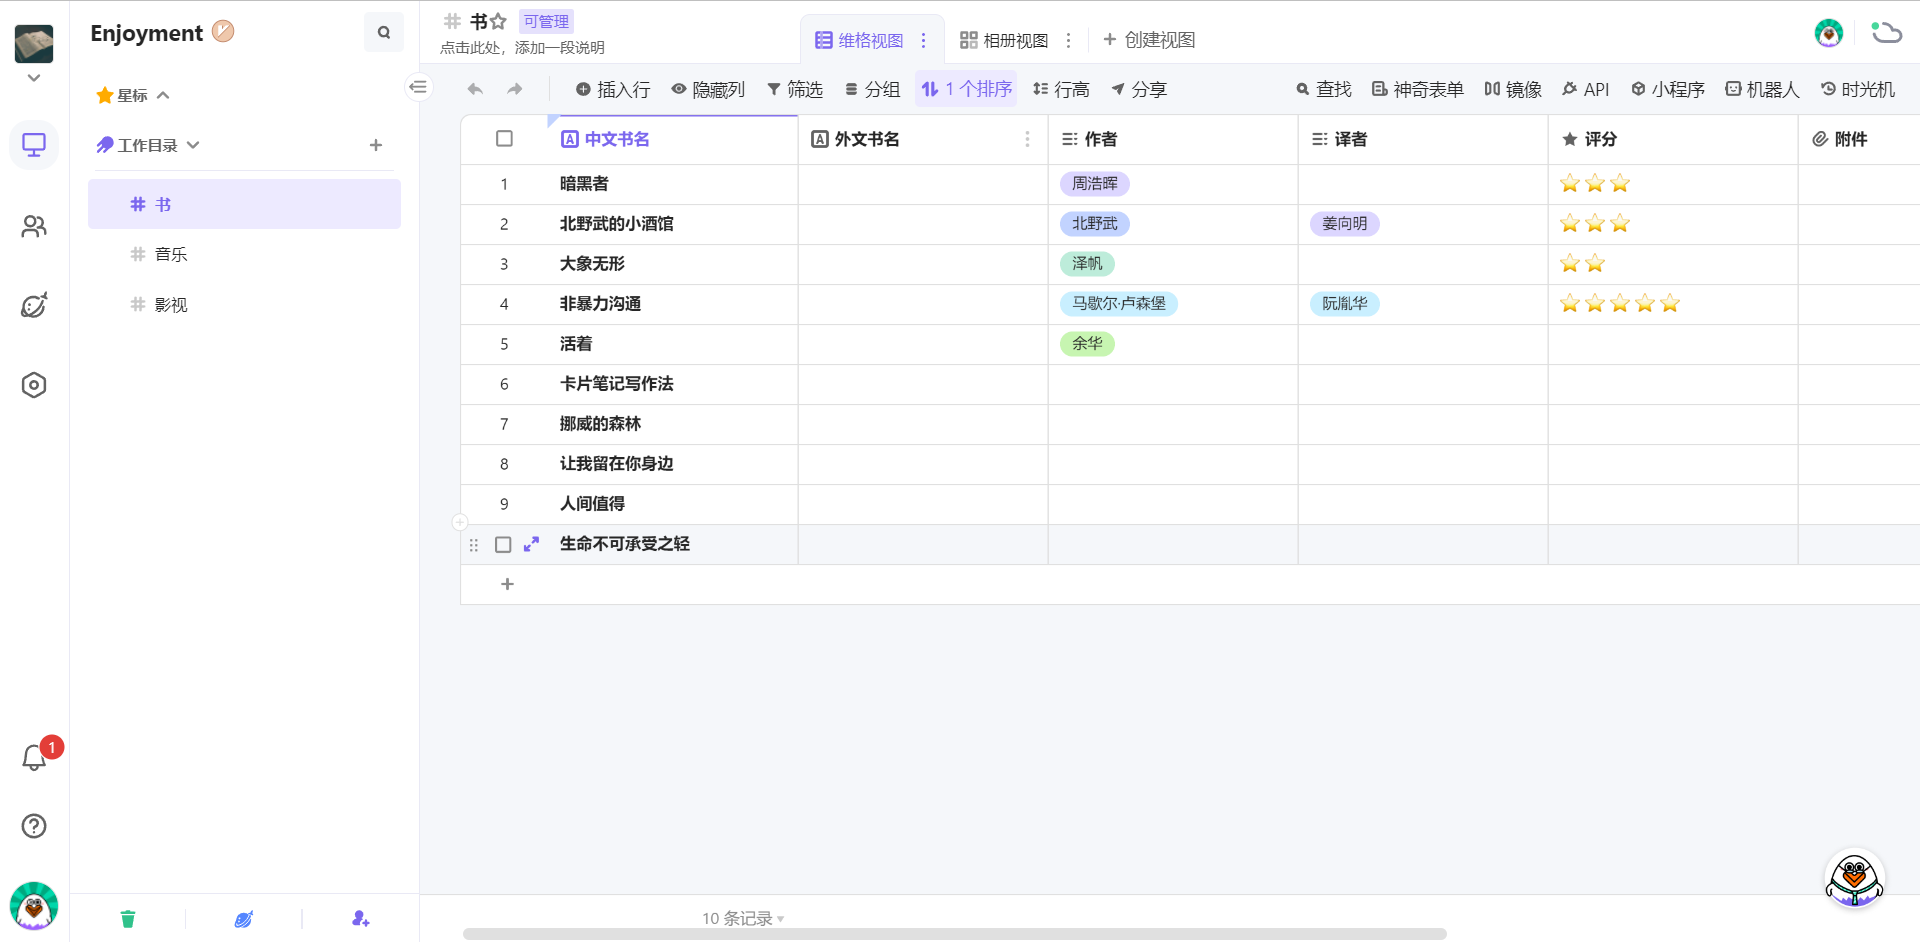 Enjoyment
星标
工作目录
书
音乐
影视
1
书 可管理
点击此处，添加一段说明
维格视图 相册视图 创建视图
插入行 隐藏列 筛选 分组 1 个排序 行高 分享 查找 神奇表单 镜像 API 小程序 机器人 时光机
中文书名 外文书名 作者 译者 评分 附件
1 暗黑者 周浩晖
2 北野武的小酒馆 北野武 姜向明
3 大象无形 泽帆
4 非暴力沟通 马歇尔·卢森堡 阮胤华
5 活着 余华
6 卡片笔记写作法
7 挪威的森林
8 让我留在你身边
9 人间值得
生命不可承受之轻
10 条记录